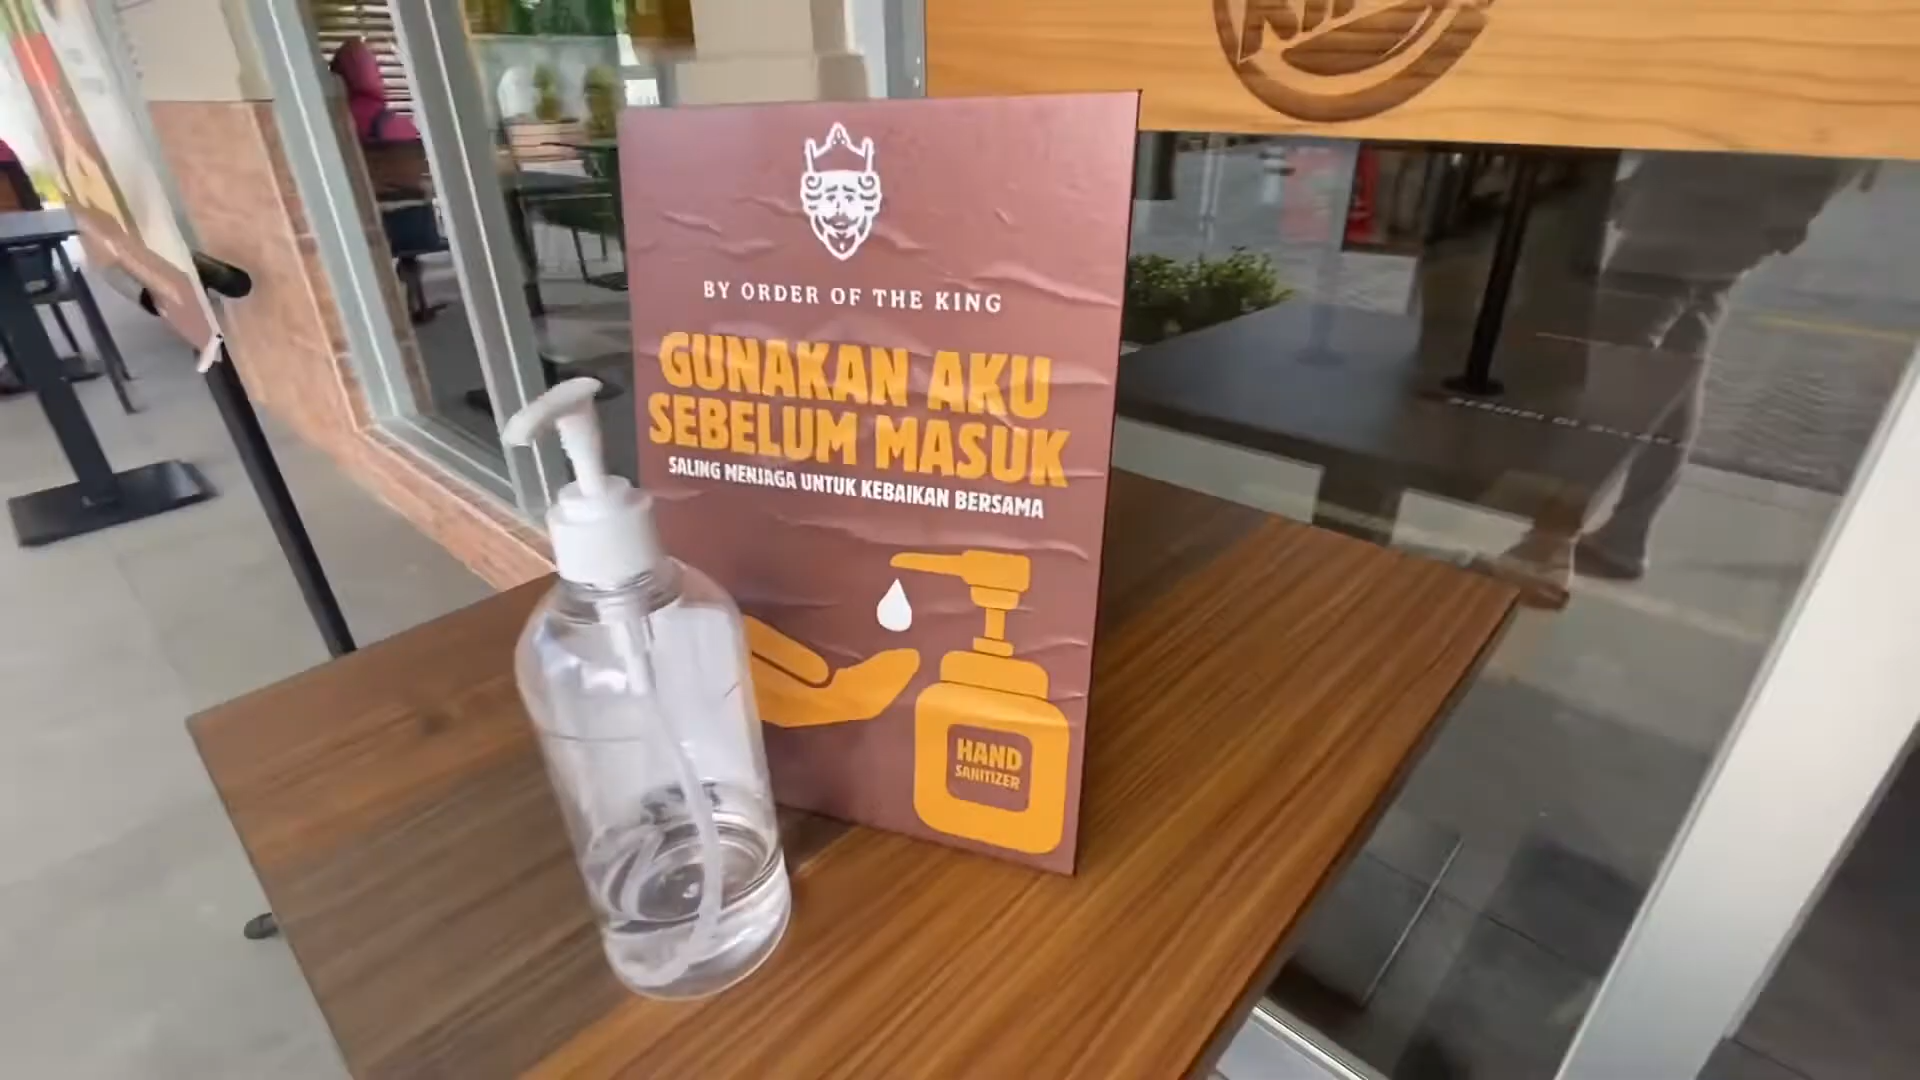 BY ORDER OF THE KING
GUNAKAN AKU
SEBELUM MASUK
SALING MENJAGA UNTUK KEBAIKAN BERSAMA
HAND
SANITIZER